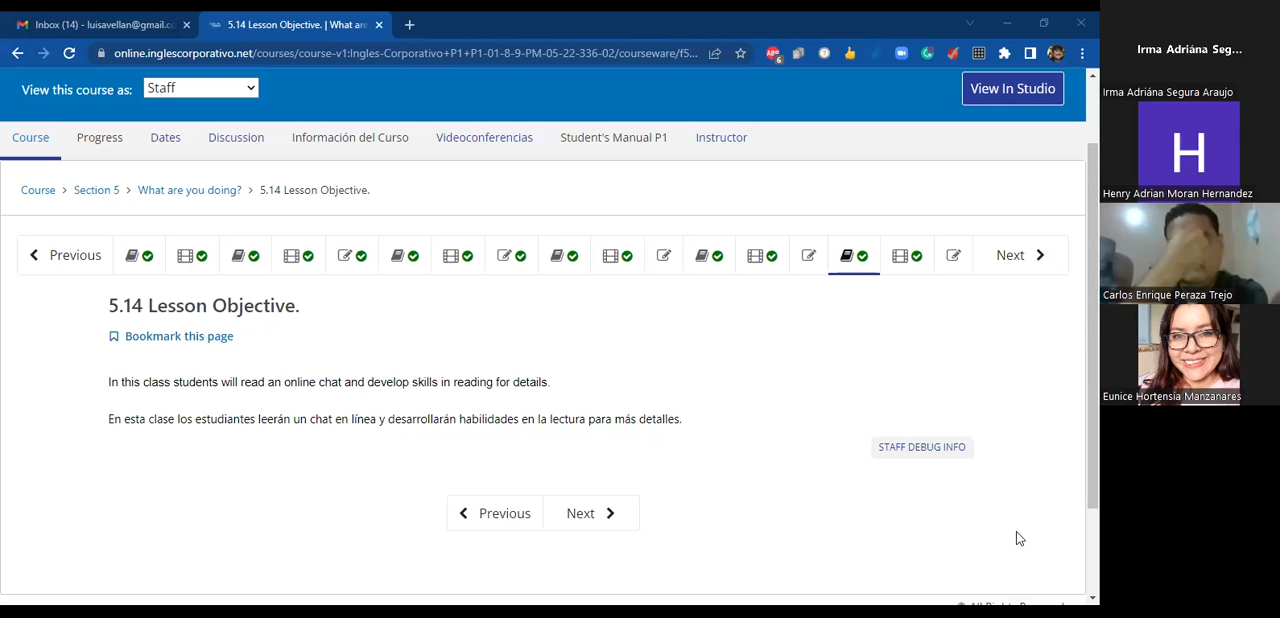 Inbox (14) - luisavellan@gmail.co
5.14 Lesson Objective. | What are
online.inglescorporativo.net/courses/course-v1:Ingles-Corporativo+P1+P1-01-8-9-PM-05-22-336-02/courseware/f5...
6
View this course as:
Staff
View In Studio
Course
Progress
Dates
Discussion
Información del Curso
Videoconferencias
Student's Manual P1
Instructor
Course > Section 5 > What are you doing? > 5.14 Lesson Objective.
Previous
Next
5.14 Lesson Objective.
Bookmark this page
In this class students will read an online chat and develop skills in reading for details.
En esta clase los estudiantes leerán un chat en línea y desarrollarán habilidades en la lectura para más detalles.
STAFF DEBUG INFO
Previous
Next
Irma Adriána Seg...
Irma Adriána Segura Araujo
H
Henry Adrian Moran Hernandez
Carlos Enrique Peraza Trejo
Eunice Hortensia Manzanares